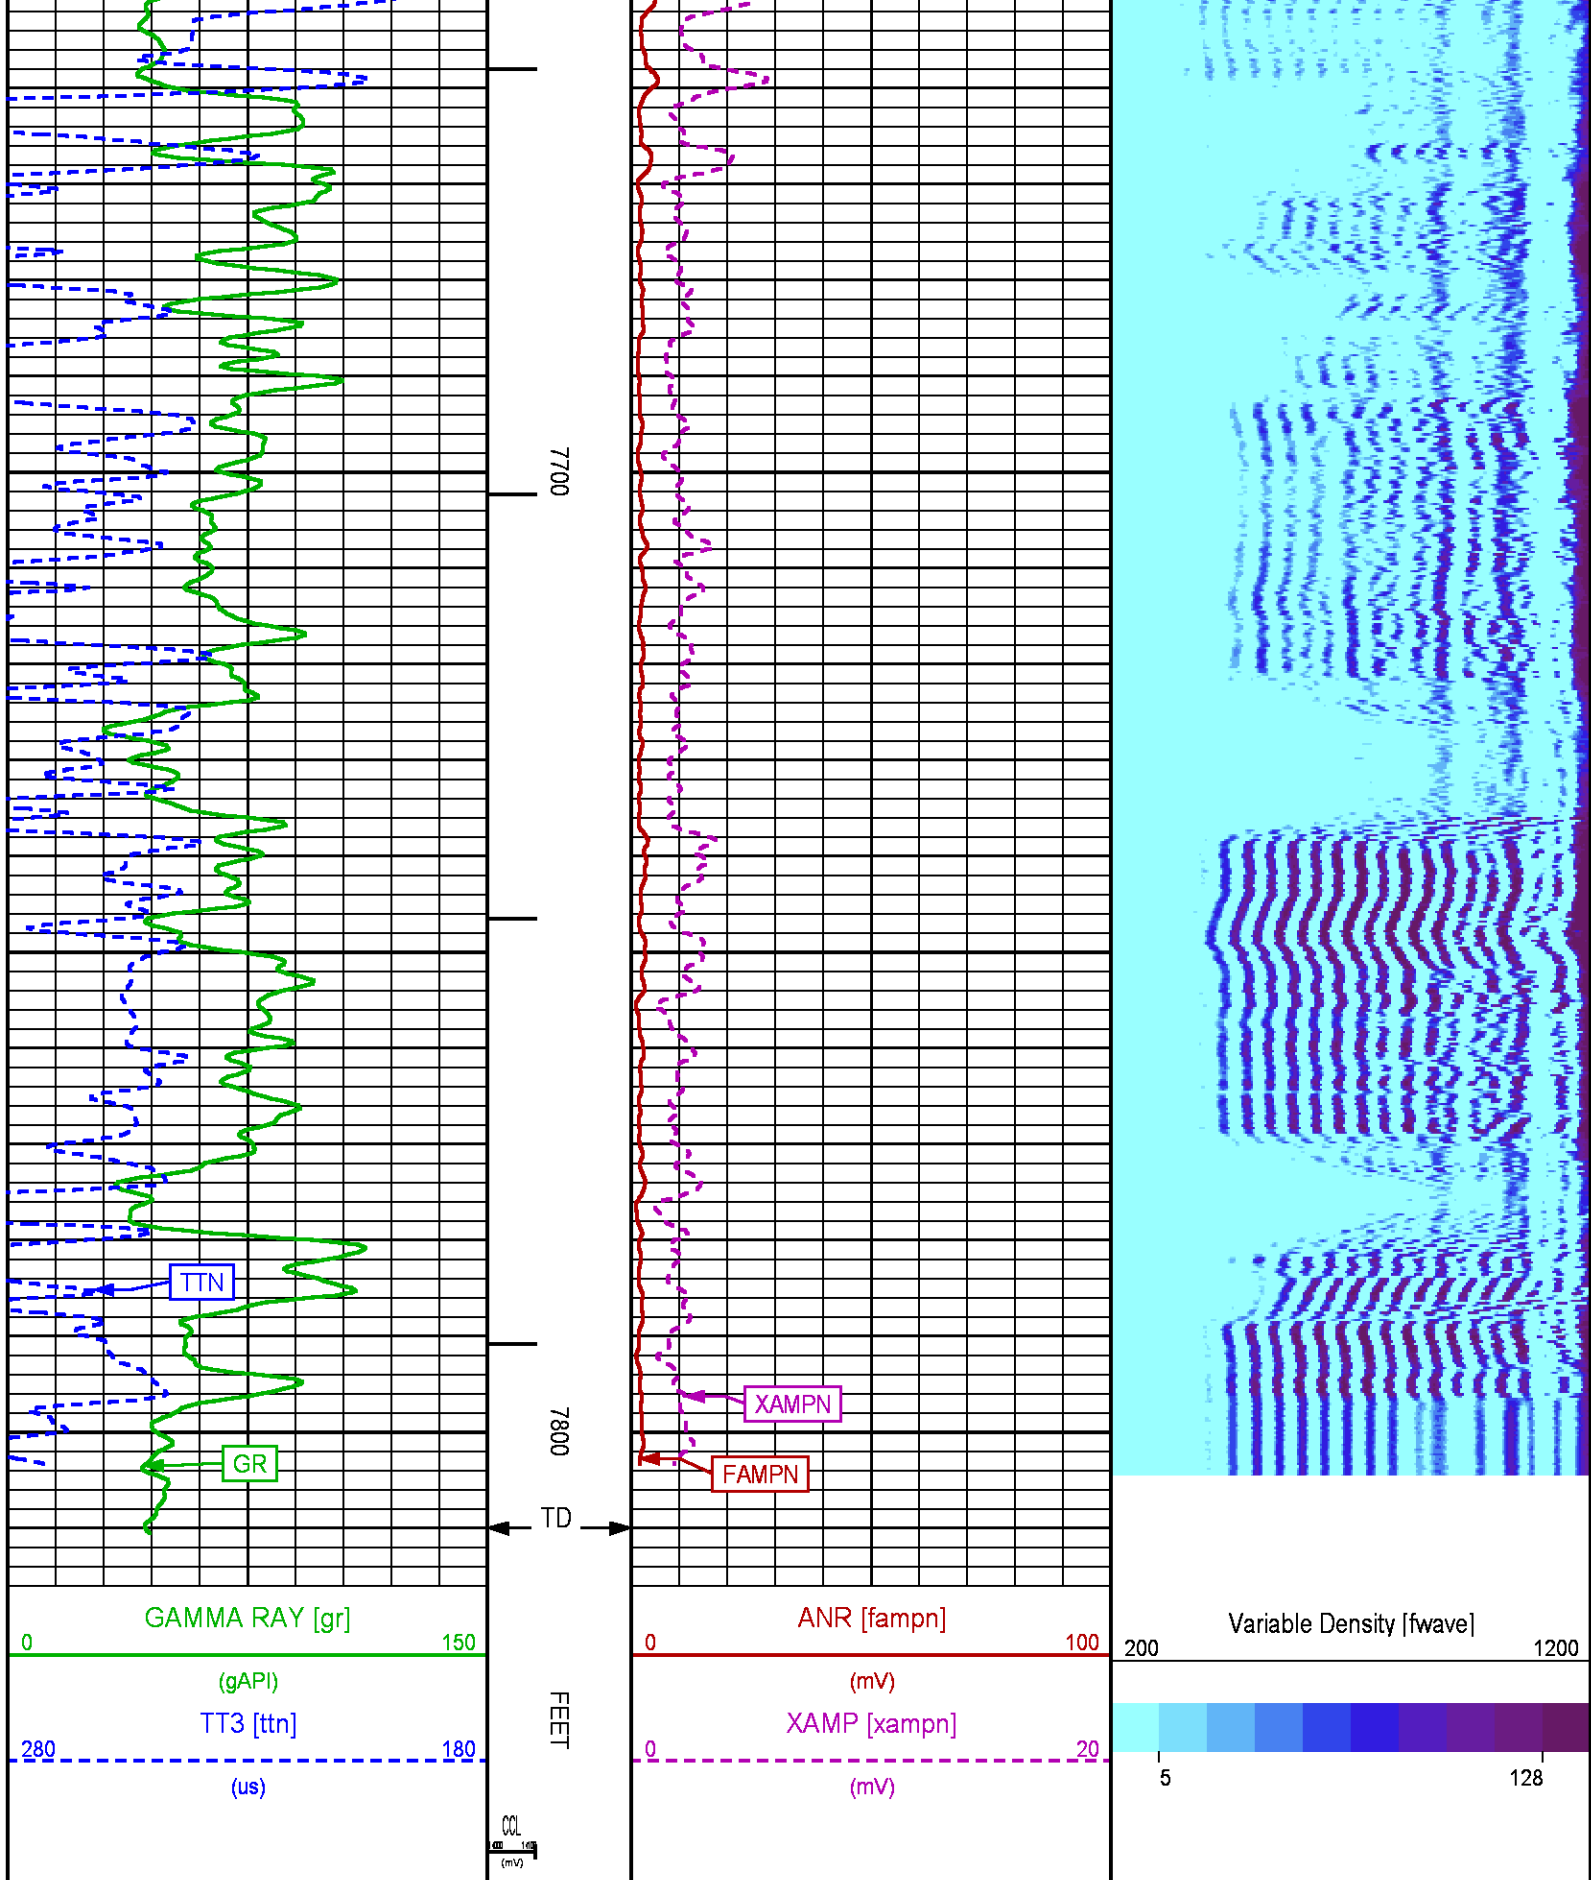 7700
TTN
XAMPN
7800
GR
FAMPN
TD
GAMMA RAY [gr]
0 150
(gAPI)
TT3 [ttn]
280 180
(us)
FEET
CCL
(mV)
ANR [fampn]
0 100
(mV)
XAMP [xampn]
0 20
(mV)
Variable Density [fwave]
200 1200
5 128